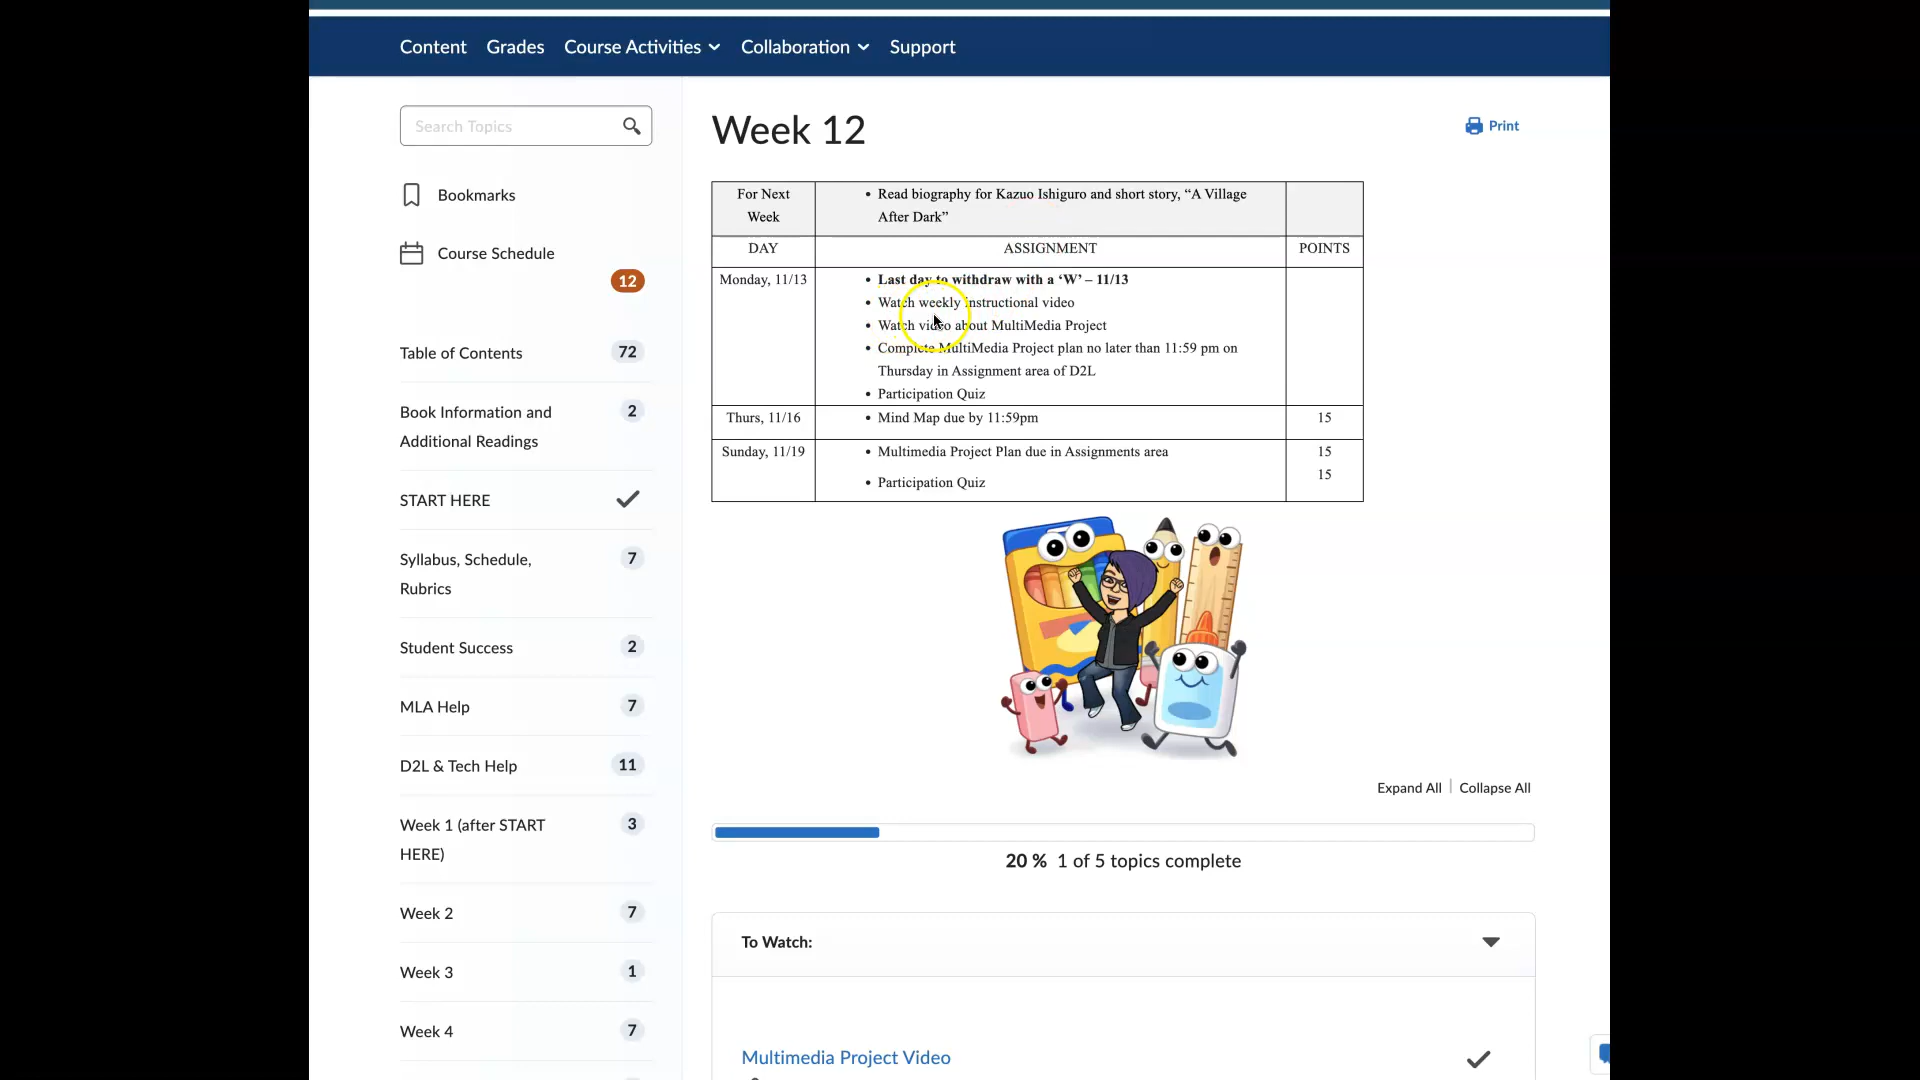 Content Grades Course Activities Collaboration Support
Search Topics
Bookmarks
Course Schedule
12
Table of Contents 72
Book Information and 2
Additional Readings
START HERE
Syllabus, Schedule, 7
Rubrics
Student Success 2
MLA Help 7
D2L & Tech Help 11
Week 1 (after START 3
HERE)
Week 2 7
Week 3 1
Week 4 7
Week 12
Print
For Next • Read biography for Kazuo Ishiguro and short story, “A Village
Week After Dark”
DAY ASSIGNMENT POINTS
Monday, 11/13 • Last day to withdraw with a ‘W’ – 11/13
• Watch weekly instructional video
• Watch video about MultiMedia Project
• Complete MultiMedia Project plan no later than 11:59 pm on
Thursday in Assignment area of D2L
• Participation Quiz
Thurs, 11/16 • Mind Map due by 11:59pm 15
Sunday, 11/19 • Multimedia Project Plan due in Assignments area 15
• Participation Quiz 15
Expand All | Collapse All
20 % 1 of 5 topics complete
To Watch:
Multimedia Project Video